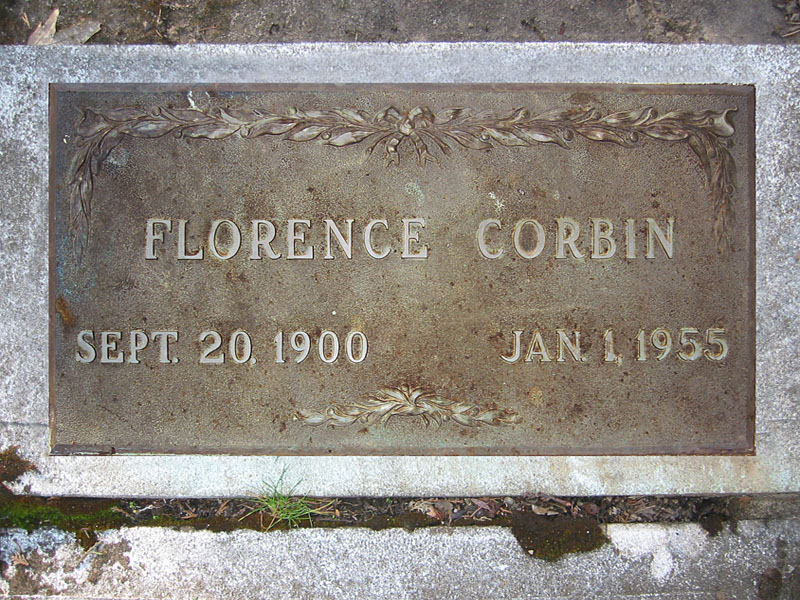 FLORENCE CORBIN
SEPT. 20, 1900 JAN. 1, 1955